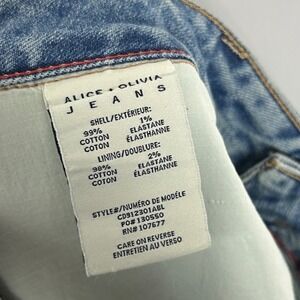 ALICE + OLIVIA
JEANS
SHELL/EXTÉRIEUR:
99% 1%
COTTON ELASTANE
COTON ÉLASTHANNE
LINING/DOUBLURE:
98% 2%
COTTON ELASTANE
COTON ÉLASTHANNE
STYLE#/NUMÉRO DE MODÈLE
CD312301ABL
PO# 130550
RN# 107677
CARE ON REVERSE
ENTRETIEN AU VERSO